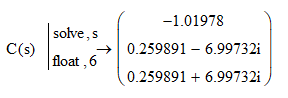 -1.01978
C(s) | solve , s → 0.259891 − 6.99732i
float , 6
0.259891 + 6.99732i